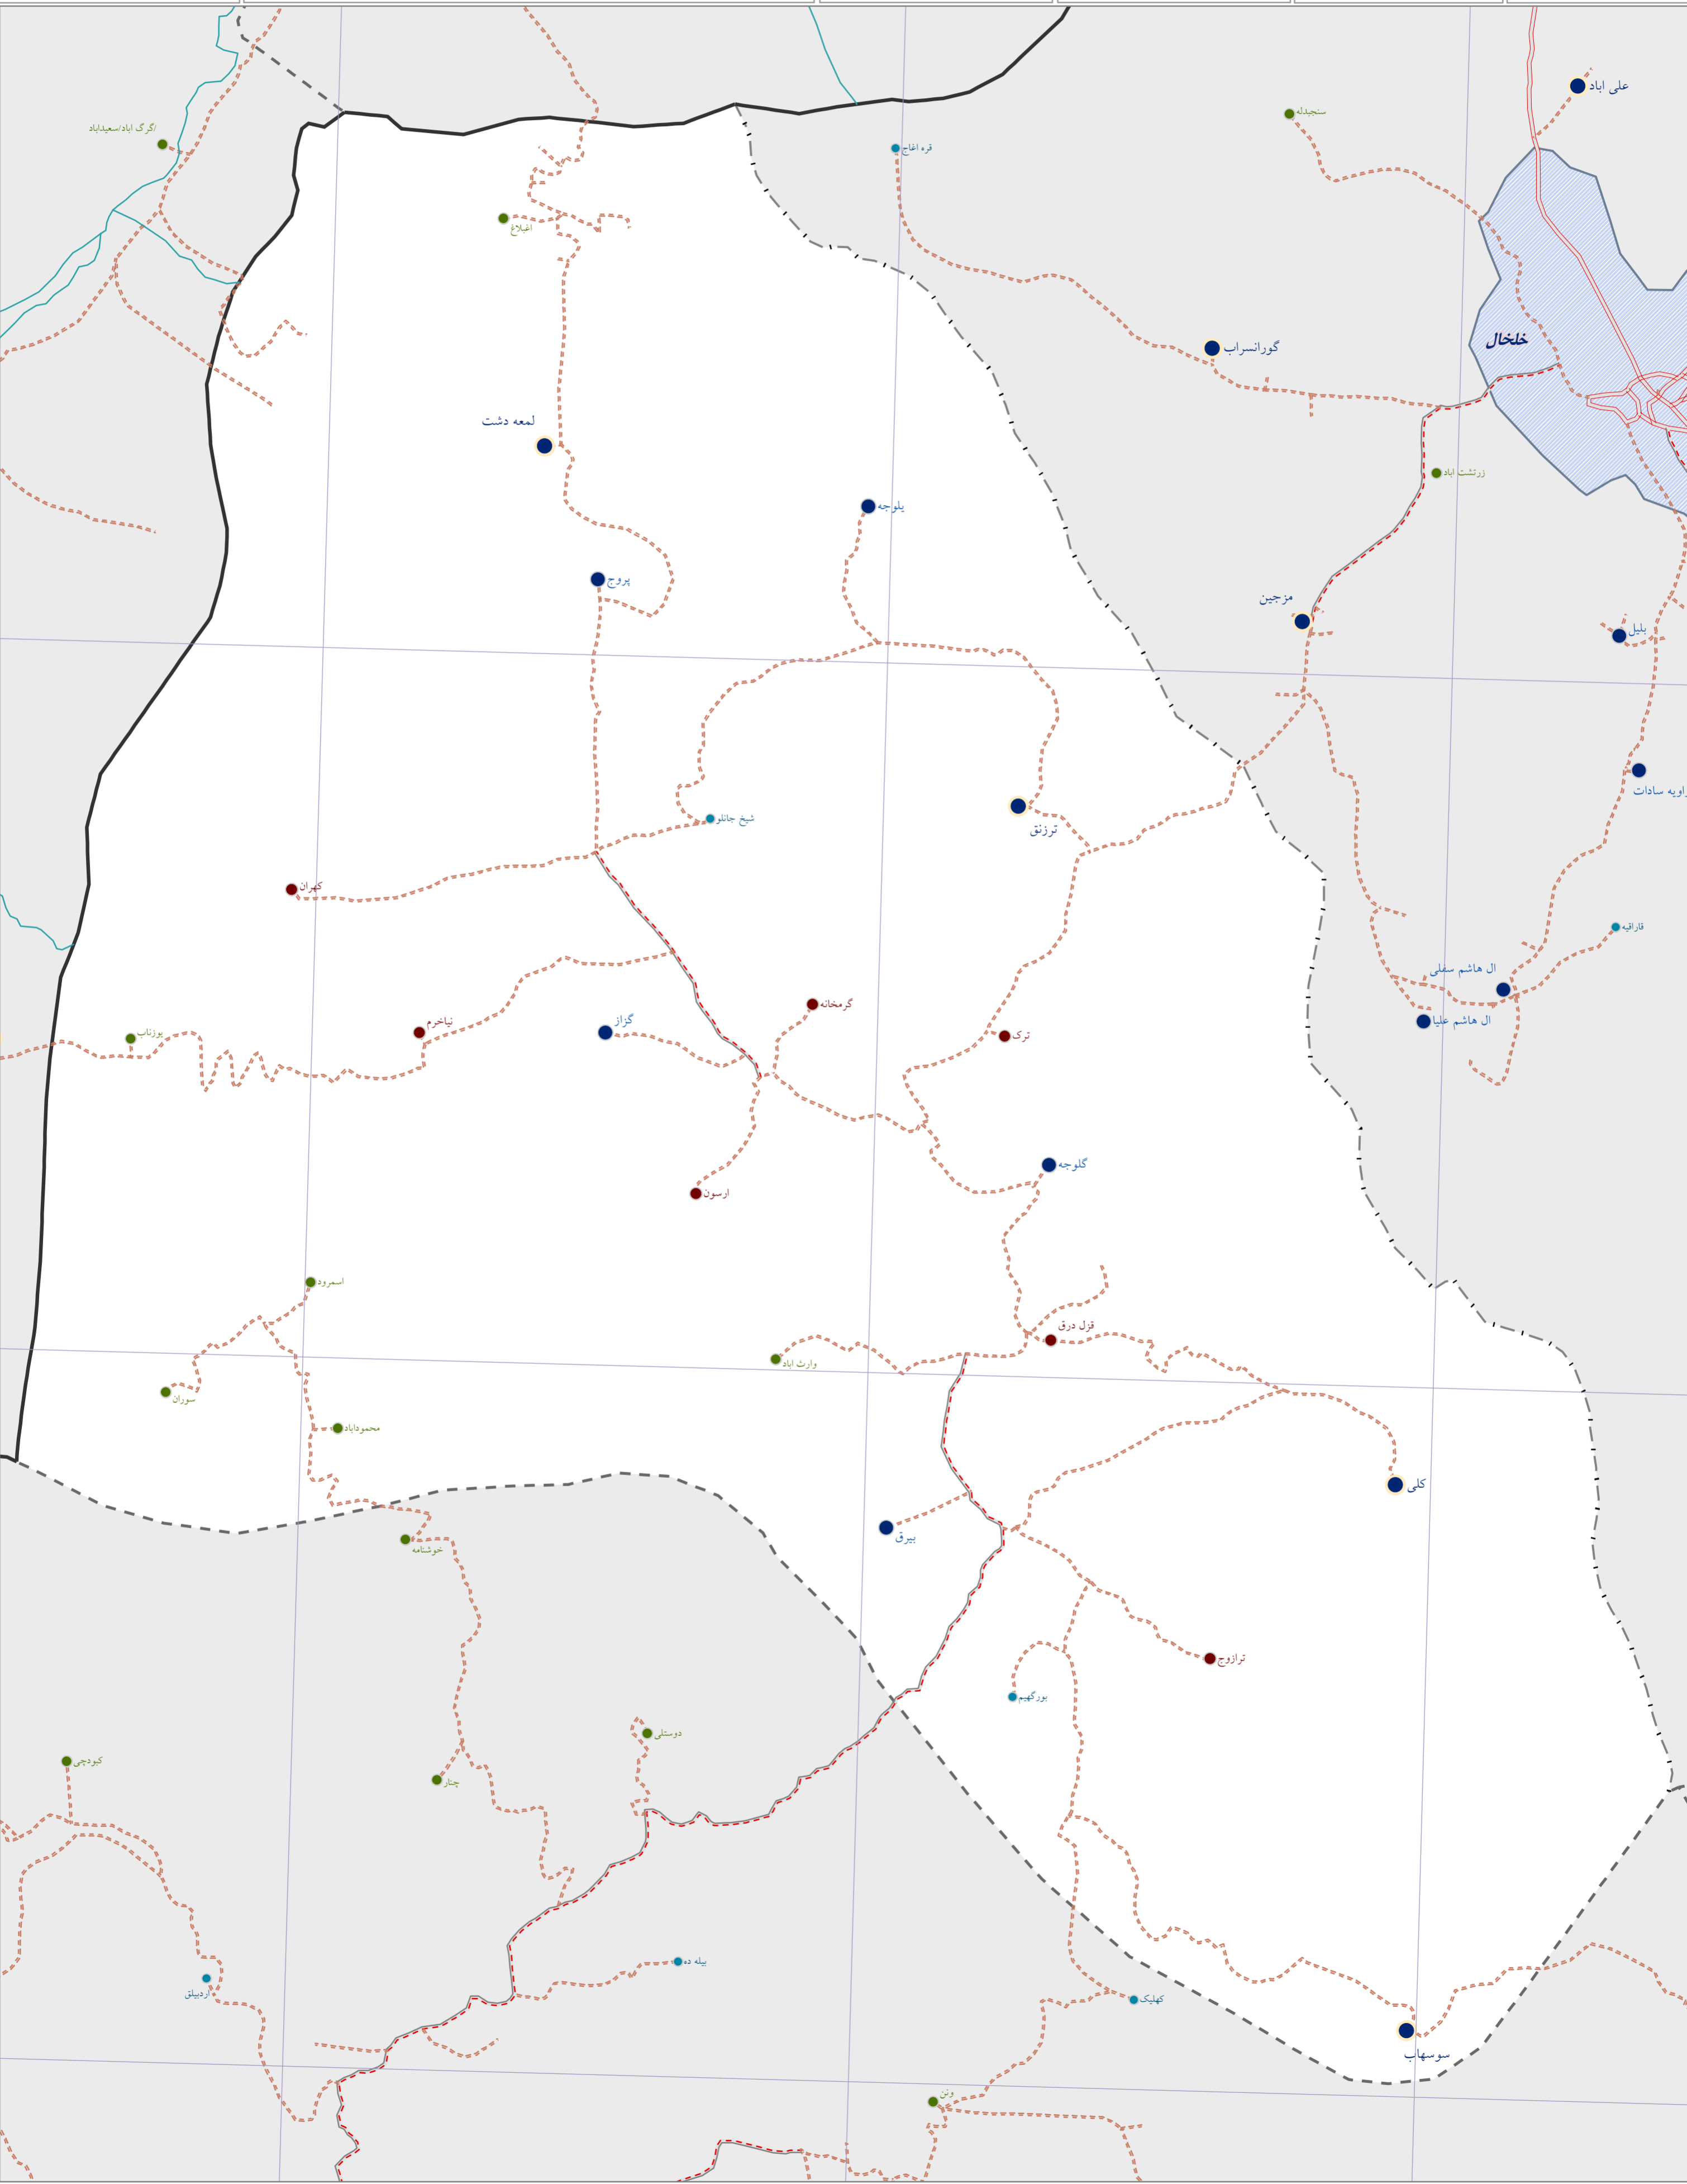 علی اباد
سنجبدله
گرگ اباد/سعیداباد/
قره اغاج
اغبلاغ
خلخال
گورانسراب
لمعه دشت
زرتشت اباد
یلوجه
پروج
مزجین
بلیل
زاویه سادات
شیخ جانلو
ترزنق
کهران
قاراقیه
ال هاشم سفلی
گرمخانه
نیاخرم
گزاز
ال هاشم علیا
یوزناب
ترک
گلوجه
ارسون
اسمرود
قزل درق
وارث اباد
سوران
محموداباد
کلی
بیرق
خوشنامه
ترازوج
بورگهیم
دوستلی
کبودچی
چنار
بیله ده
اردبیلق
کهلیک
سوسهاب
ونن